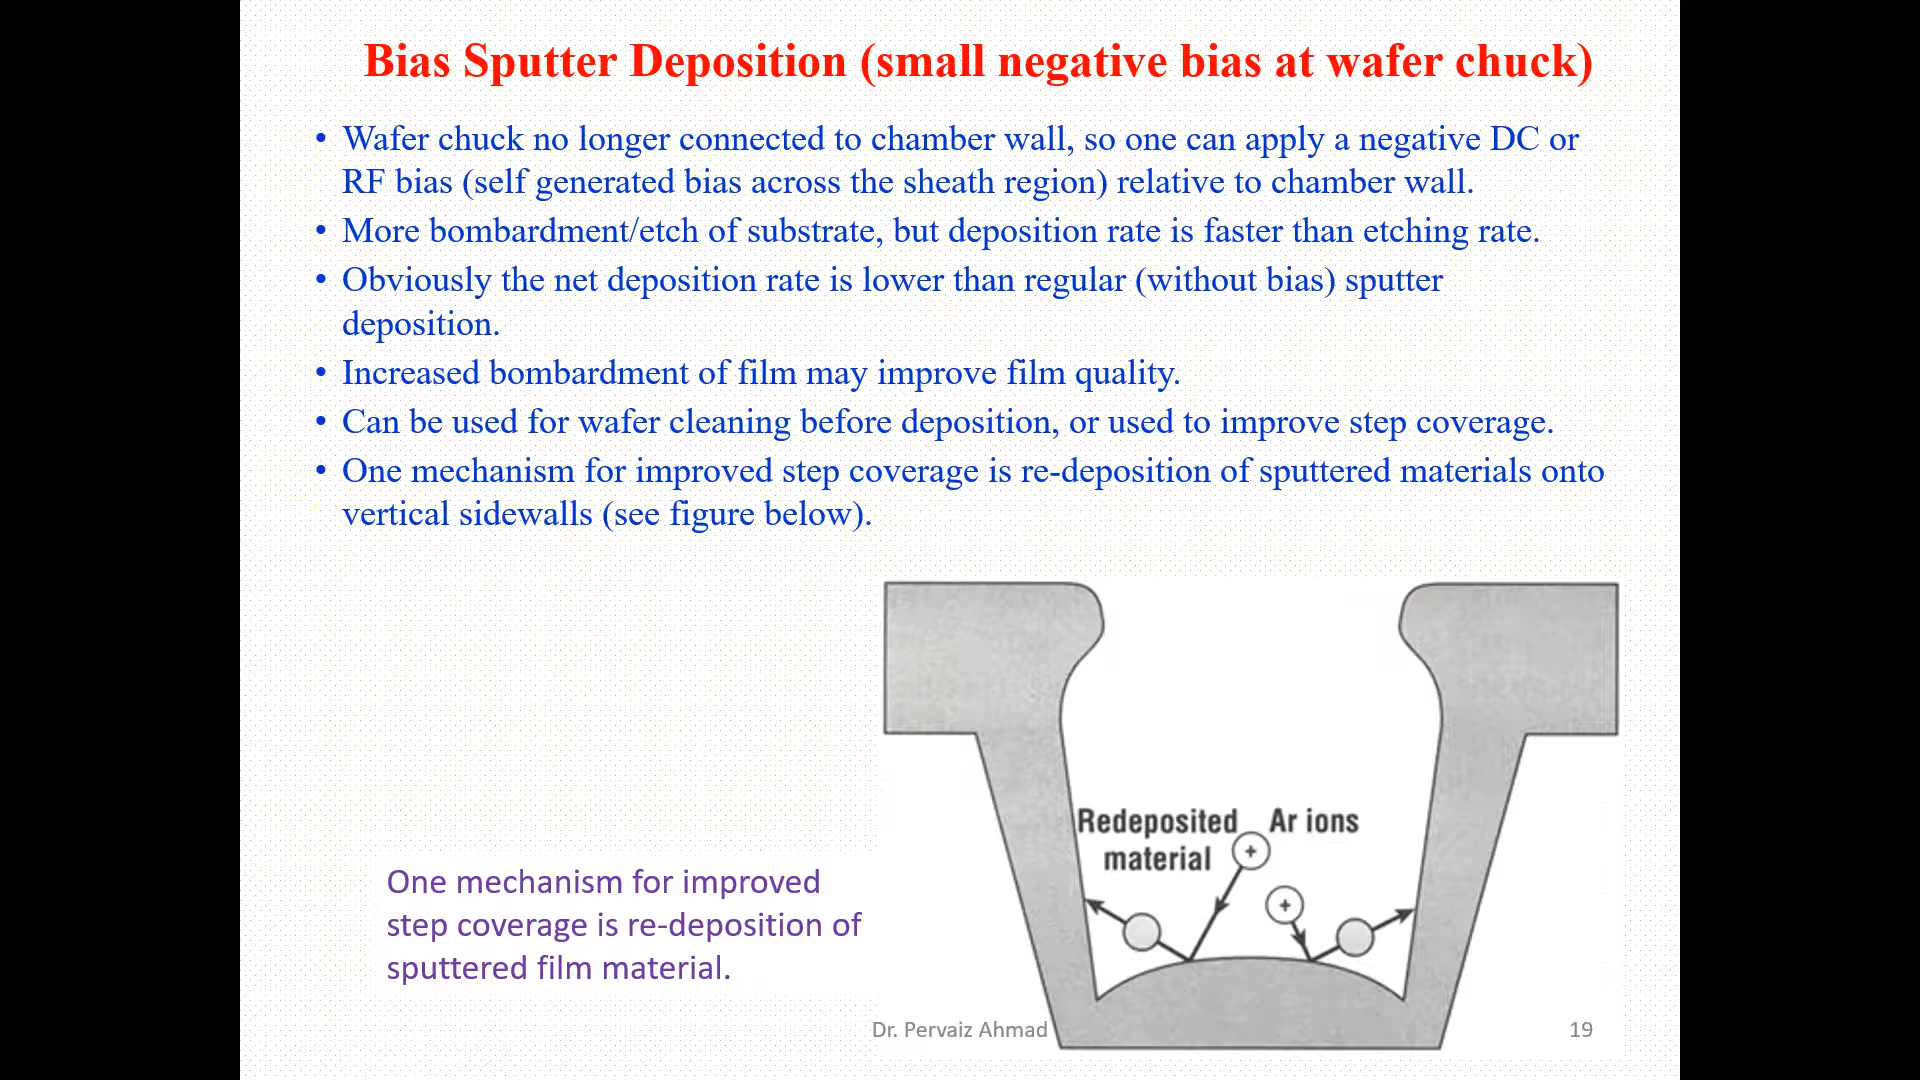 Bias Sputter Deposition (small negative bias at wafer chuck)
• Wafer chuck no longer connected to chamber wall, so one can apply a negative DC or
RF bias (self generated bias across the sheath region) relative to chamber wall.
• More bombardment/etch of substrate, but deposition rate is faster than etching rate.
• Obviously the net deposition rate is lower than regular (without bias) sputter
deposition.
• Increased bombardment of film may improve film quality.
• Can be used for wafer cleaning before deposition, or used to improve step coverage.
• One mechanism for improved step coverage is re-deposition of sputtered materials onto
vertical sidewalls (see figure below).
Redeposited
material
Ar ions
+
+
One mechanism for improved
step coverage is re-deposition of
sputtered film material.
Dr. Pervaiz Ahmad
19